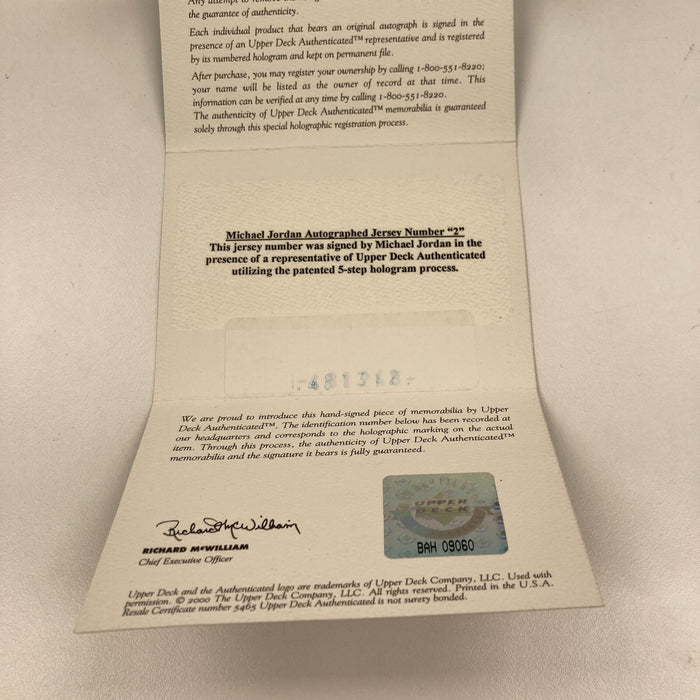 the guarantee of authenticity.
Each individual product that bears an original autograph is signed in the
presence of an Upper Deck Authenticated™ representative and is registered
by its numbered hologram and kept on permanent file.
After purchase, you may register your ownership by calling 1-800-551-8220;
your name will be listed as the owner of record at that time. This
information can be verified at any time by calling 1-800-551-8220.
The authenticity of Upper Deck Authenticated™ memorabilia is guaranteed
solely through this special holographic registration process.
Michael Jordan Autographed Jersey Number “2”
This jersey number was signed by Michael Jordan in the
presence of a representative of Upper Deck Authenticated
utilizing the patented 5-step hologram process.
We are proud to introduce this hand-signed piece of memorabilia by Upper
Deck Authenticated™. The identification number below has been recorded at
our headquarters and corresponds to the holographic marking on the actual
item. Through this process, the authenticity of Upper Deck Authenticated™
memorabilia and the signature it bears is fully guaranteed.
Richard McWilliam
RICHARD McWILLIAM
Chief Executive Officer
UPPER
DECK
BAH 09060
Upper Deck and the Authenticated logo are trademarks of Upper Deck Company, LLC. Used with
permission. © 2000 The Upper Deck Company, LLC. All rights reserved. Printed in the U.S.A.
Resale Certificate number 5465 Upper Deck Authenticated is not surety bonded.